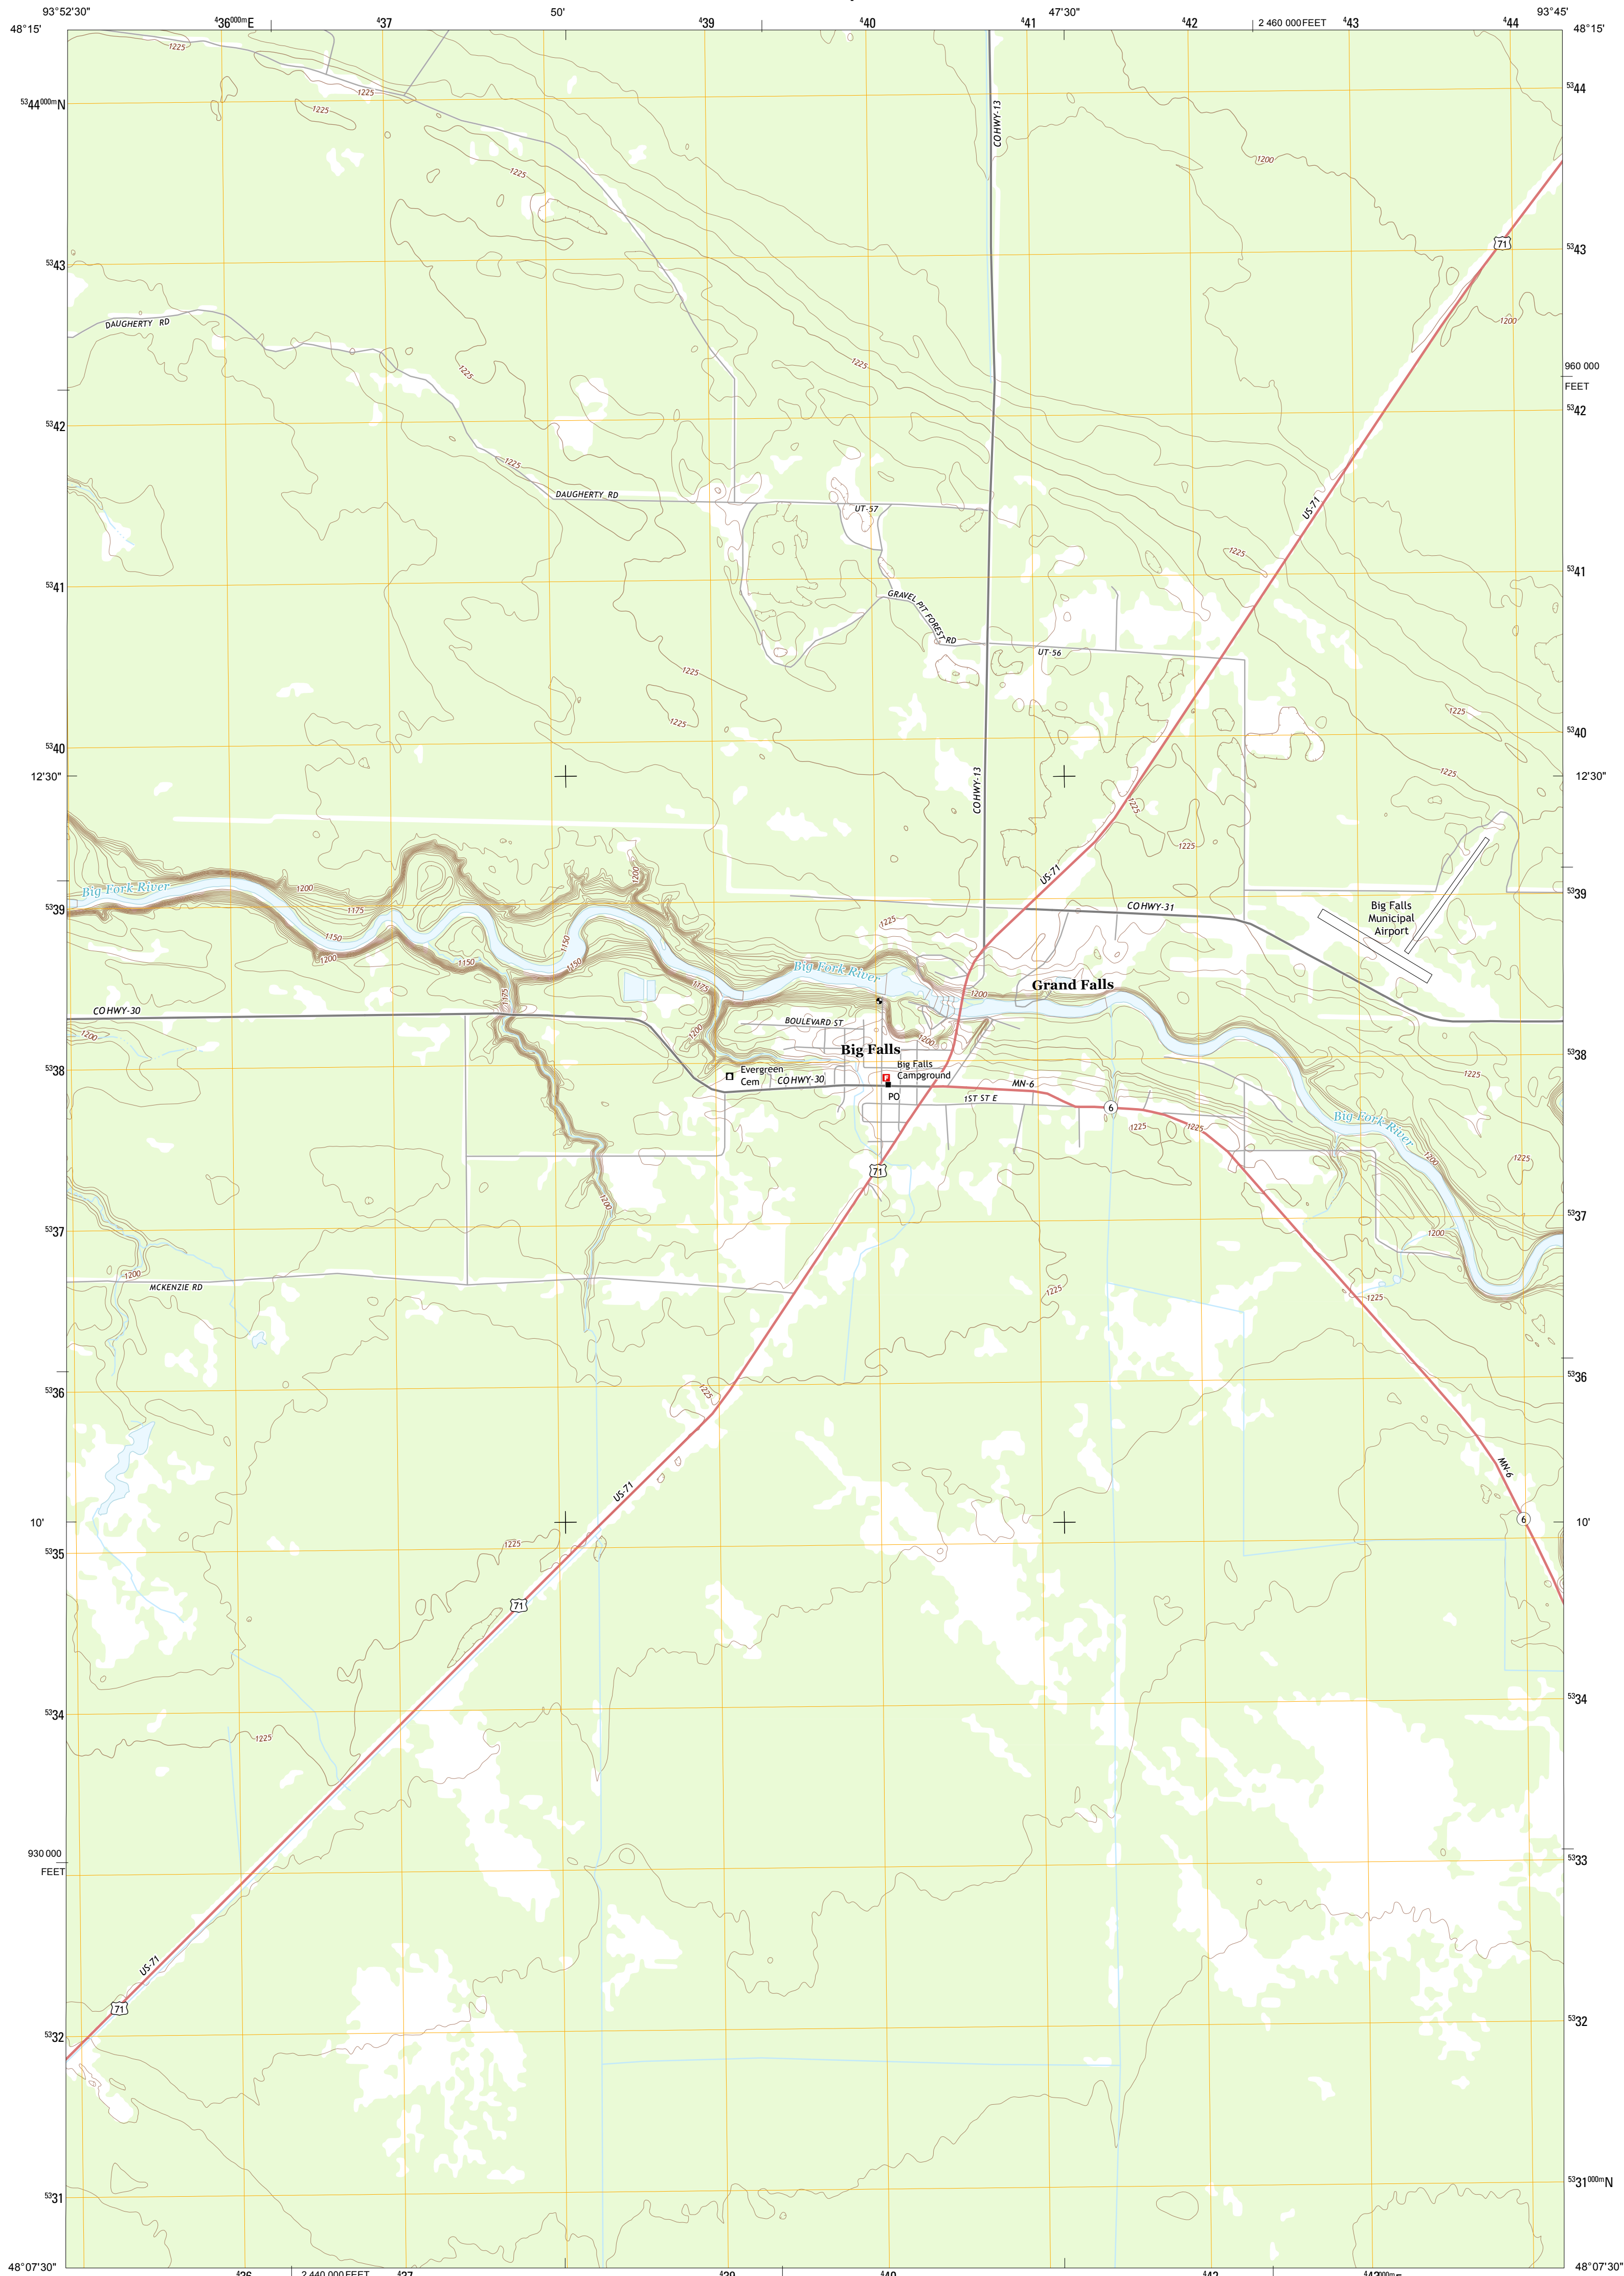 93°52'30"
⁴36⁰⁰⁰ᵐE
⁴37
50'
⁴39
⁴40
⁴41
47'30"
⁴42
2 460 000 FEET
⁴43
⁴44
93°45'
48°15'
48°15'
1225
⁵³44⁰⁰⁰ᵐN
⁵³44
1225
1225
COHWY-13
1200
1225
71
⁵³43
⁵³43
DAUGHERTY RD
1200
1225
1225
960 000
FEET
⁵³42
⁵³42
1225
DAUGHERTY RD
UT-57
US-71
1225
⁵³41
⁵³41
GRAVEL PIT FOREST RD
UT-56
1225
1225
1225
⁵³40
⁵³40
12'30"
12'30"
COHWY-13
1225
1225
1225
US-71
1200
Big Fork River
1200
1175
⁵³39
⁵³39
COHWY-31
Big Falls
Municipal
Airport
1225
1150
1150
1200
1150
1150
Big Fork River
1175
1175
Grand Falls
1200
COHWY-30
BOULEVARD ST
1200
1200
1200
Big Falls
⁵³38
⁵³38
Evergreen
Cem
COHWY-30
Big Falls
Campground
PO
MN-6
1ST ST E
6
1225
1225
1225
Big Fork River
1200
1225
71
1200
⁵³37
⁵³37
1200
1200
MCKENZIE RD
1225
1225
⁵³36
⁵³36
1225
US-71
MN-6
10'
10'
6
1225
⁵³35
71
⁵³34
⁵³34
1225
930 000
FEET
⁵³33
US-71
71
⁵³32
⁵³32
⁵³31
⁵³31⁰⁰⁰ᵐN
48°07'30"
48°07'30"